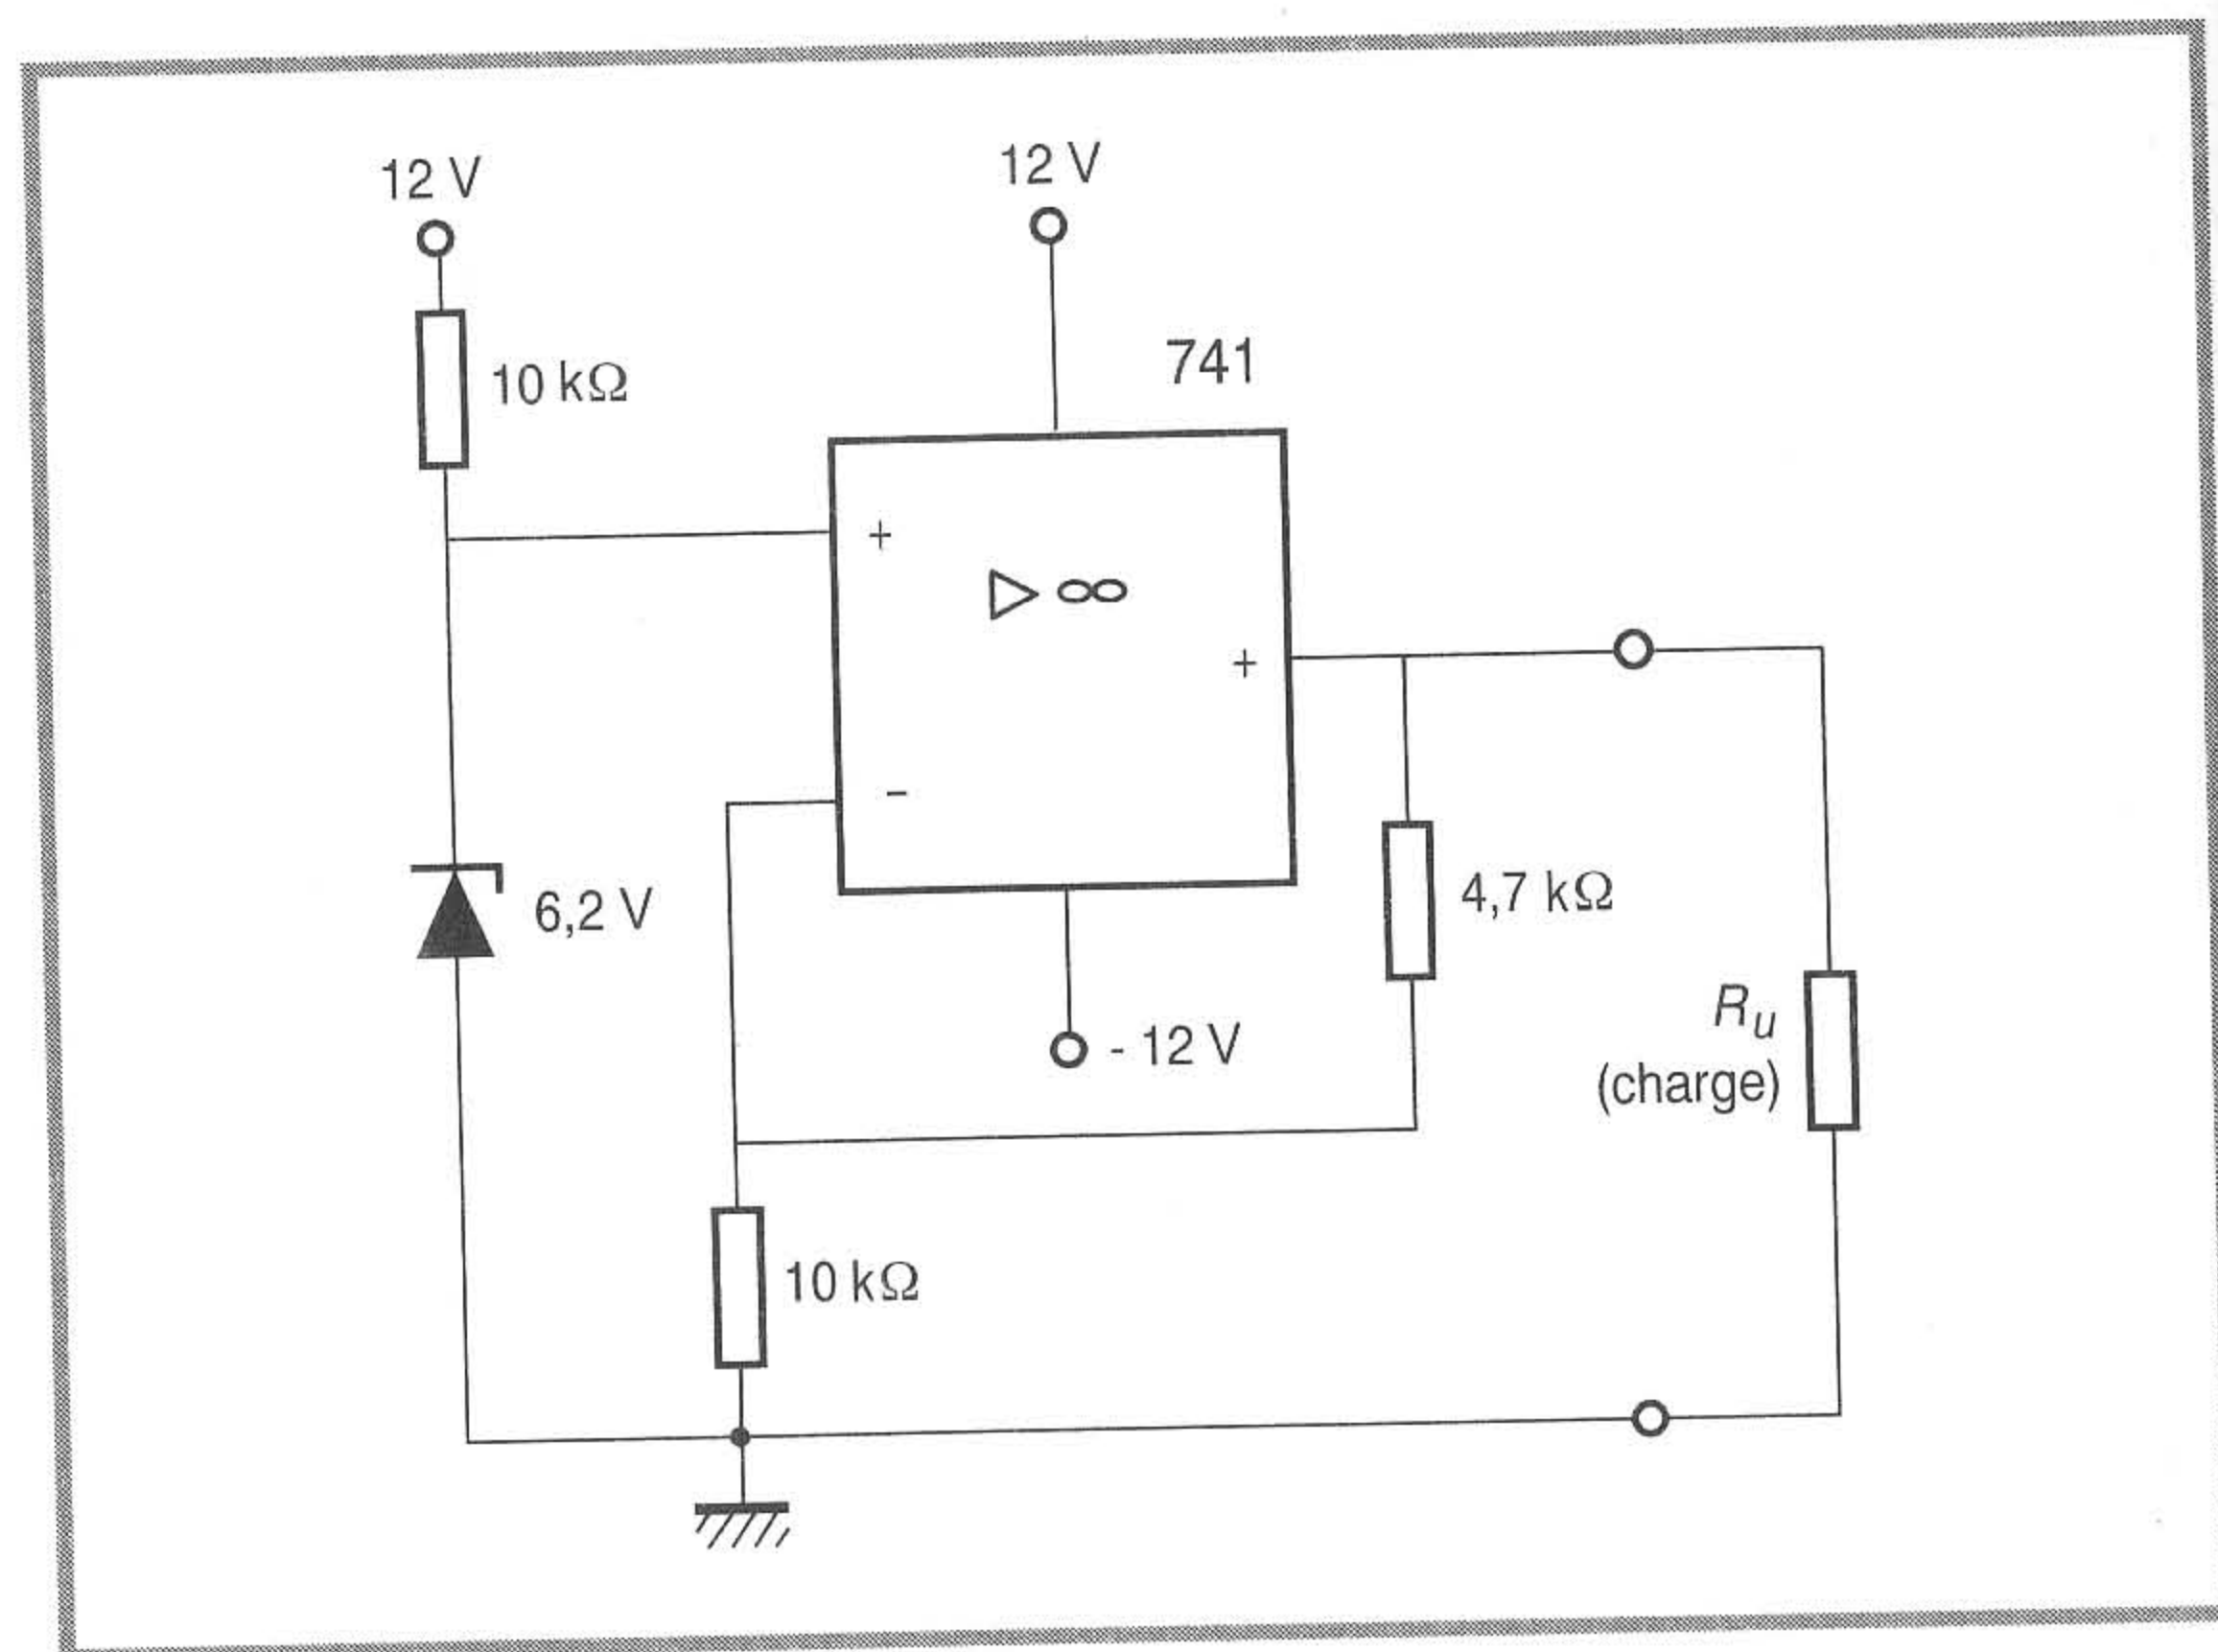 12 V
12 V
741
10 kΩ
+
▷ ∞
+
-
6,2 V
4,7 kΩ
- 12 V
Ru
(charge)
10 kΩ